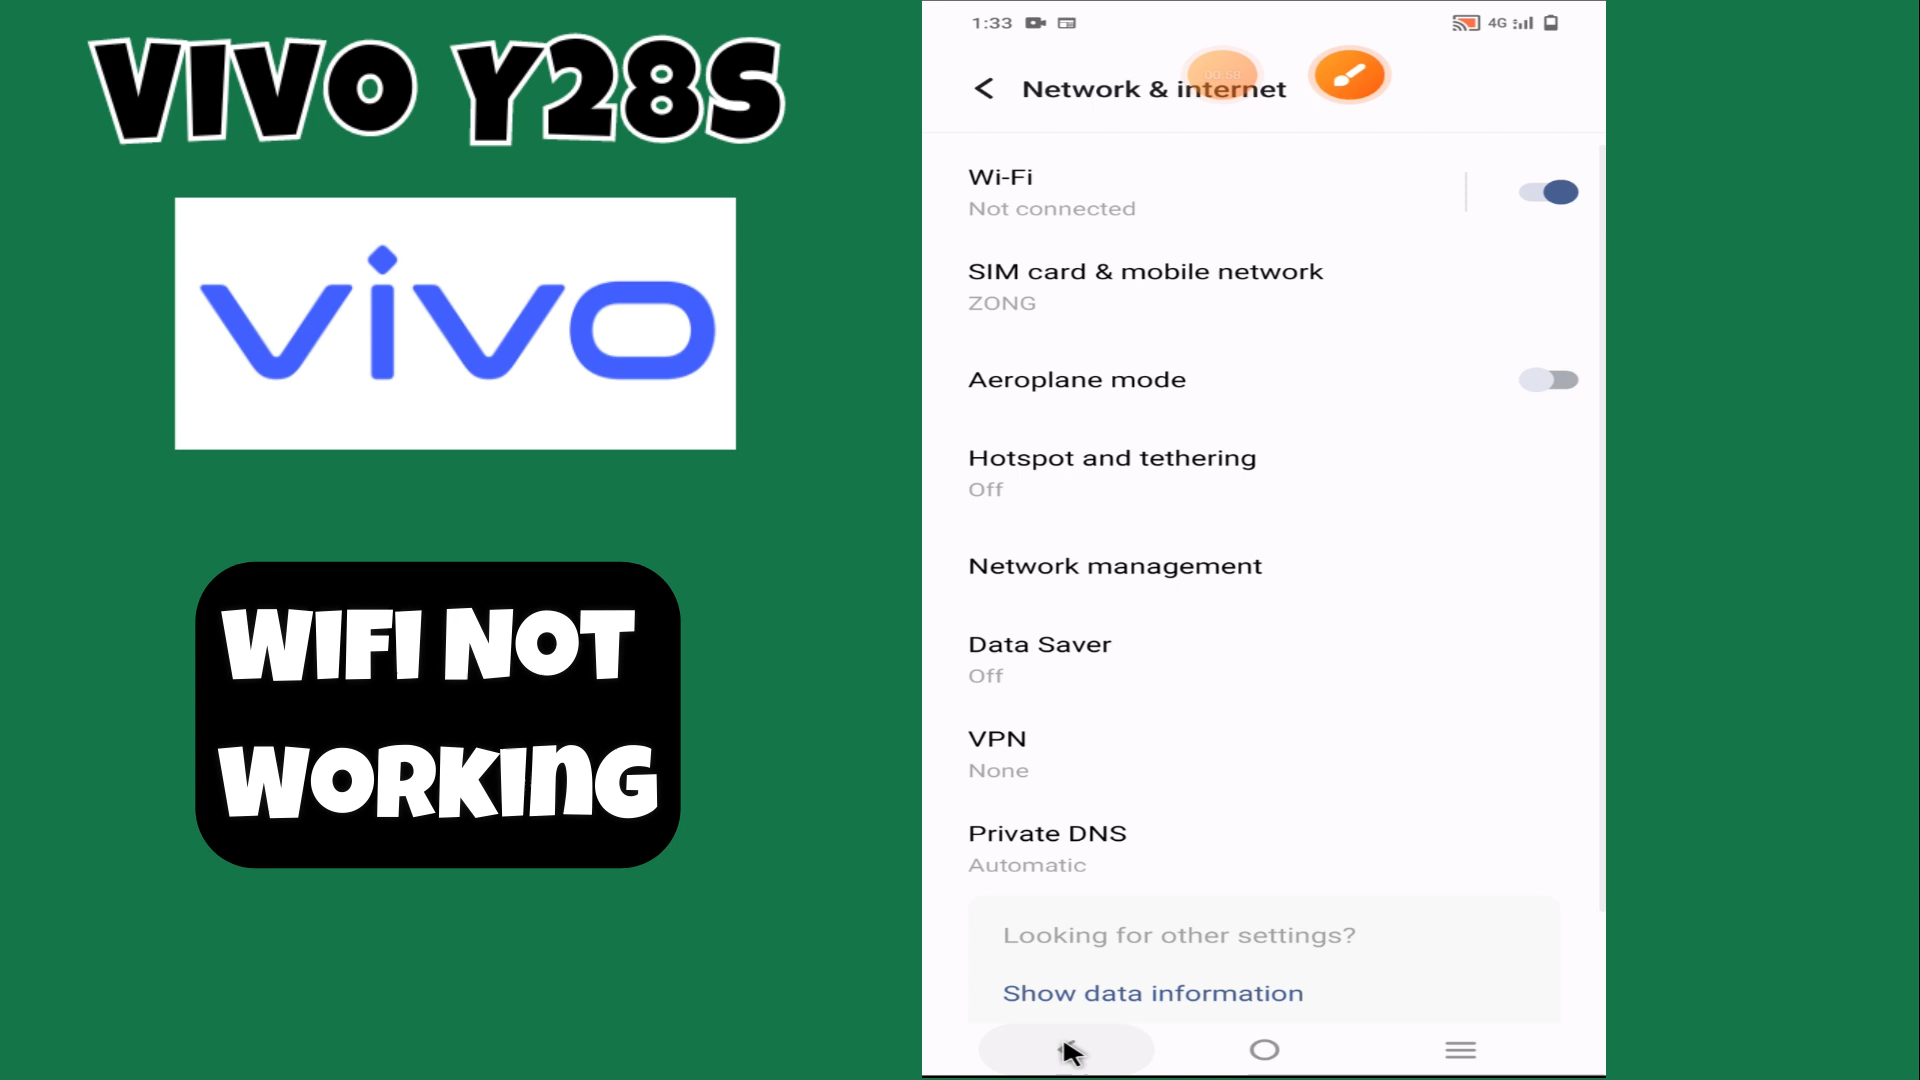 VIVO Y28S
vivo
WIFI NOT
WORKING
1:33
4G
00:58
Network & internet
Wi-Fi
Not connected
SIM card & mobile network
ZONG
Aeroplane mode
Hotspot and tethering
Off
Network management
Data Saver
Off
VPN
None
Private DNS
Automatic
Looking for other settings?
Show data information